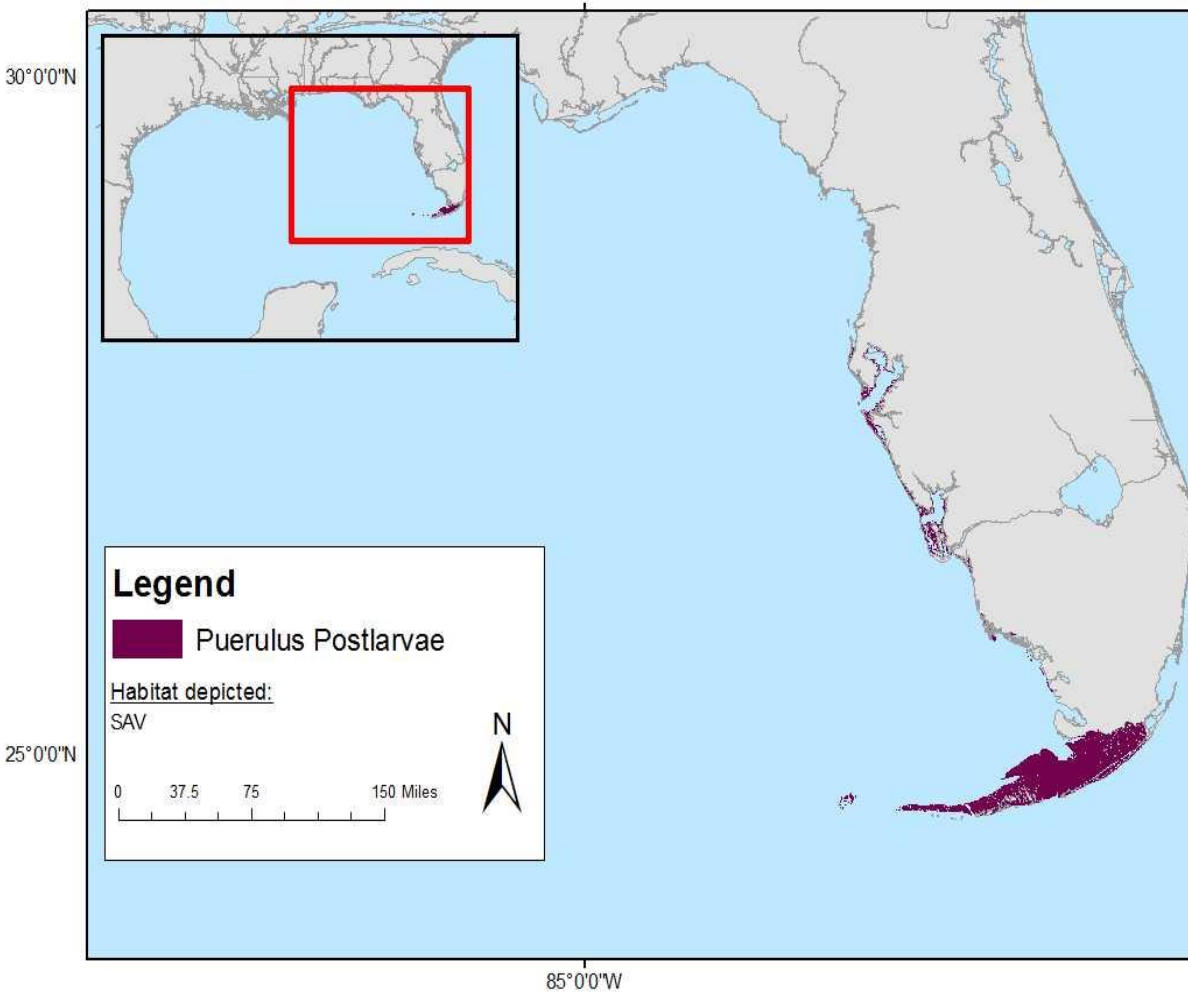 30°0'0"N
Legend
Puerulus Postlarvae
Habitat depicted:
SAV
N
0 37.5 75 150 Miles
25°0'0"N
85°0'0"W